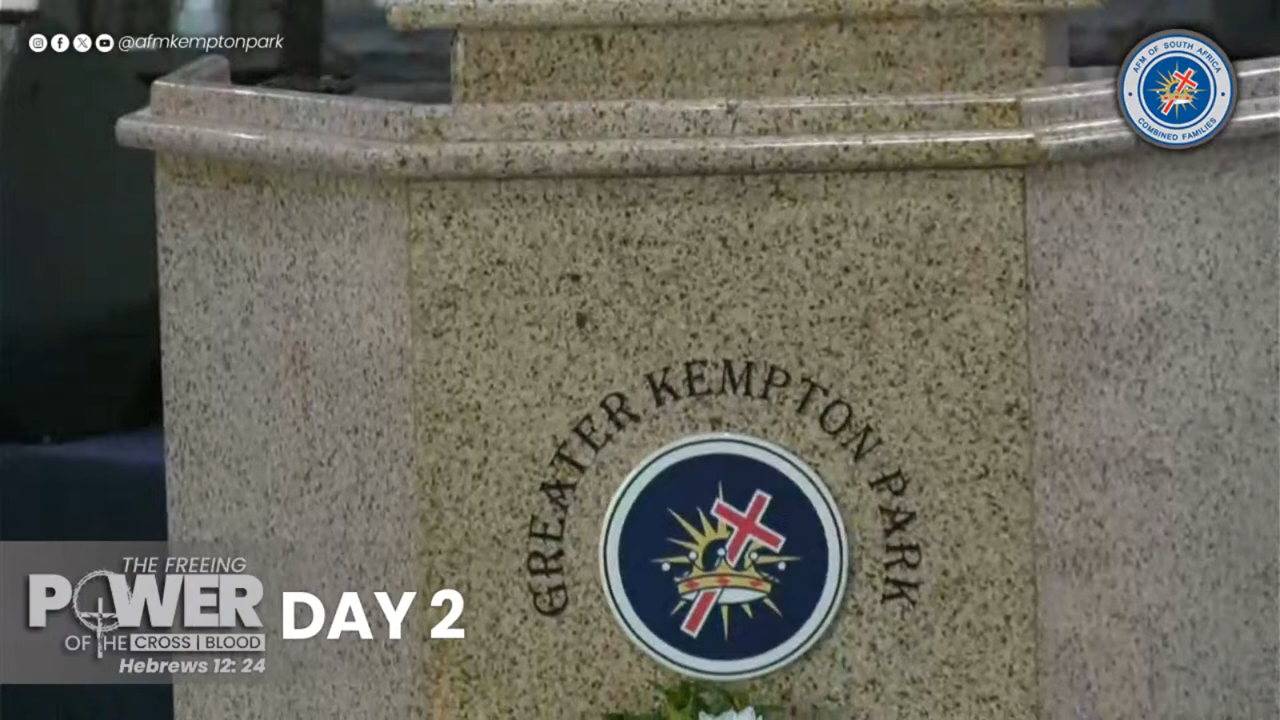 @afmkemptonpark
AFM OF SOUTH AFRICA
COMBINED FAMILIES
GREATER KEMPTON PARK
THE FREEING
POWER
OF THE CROSS | BLOOD
Hebrews 12: 24
DAY 2